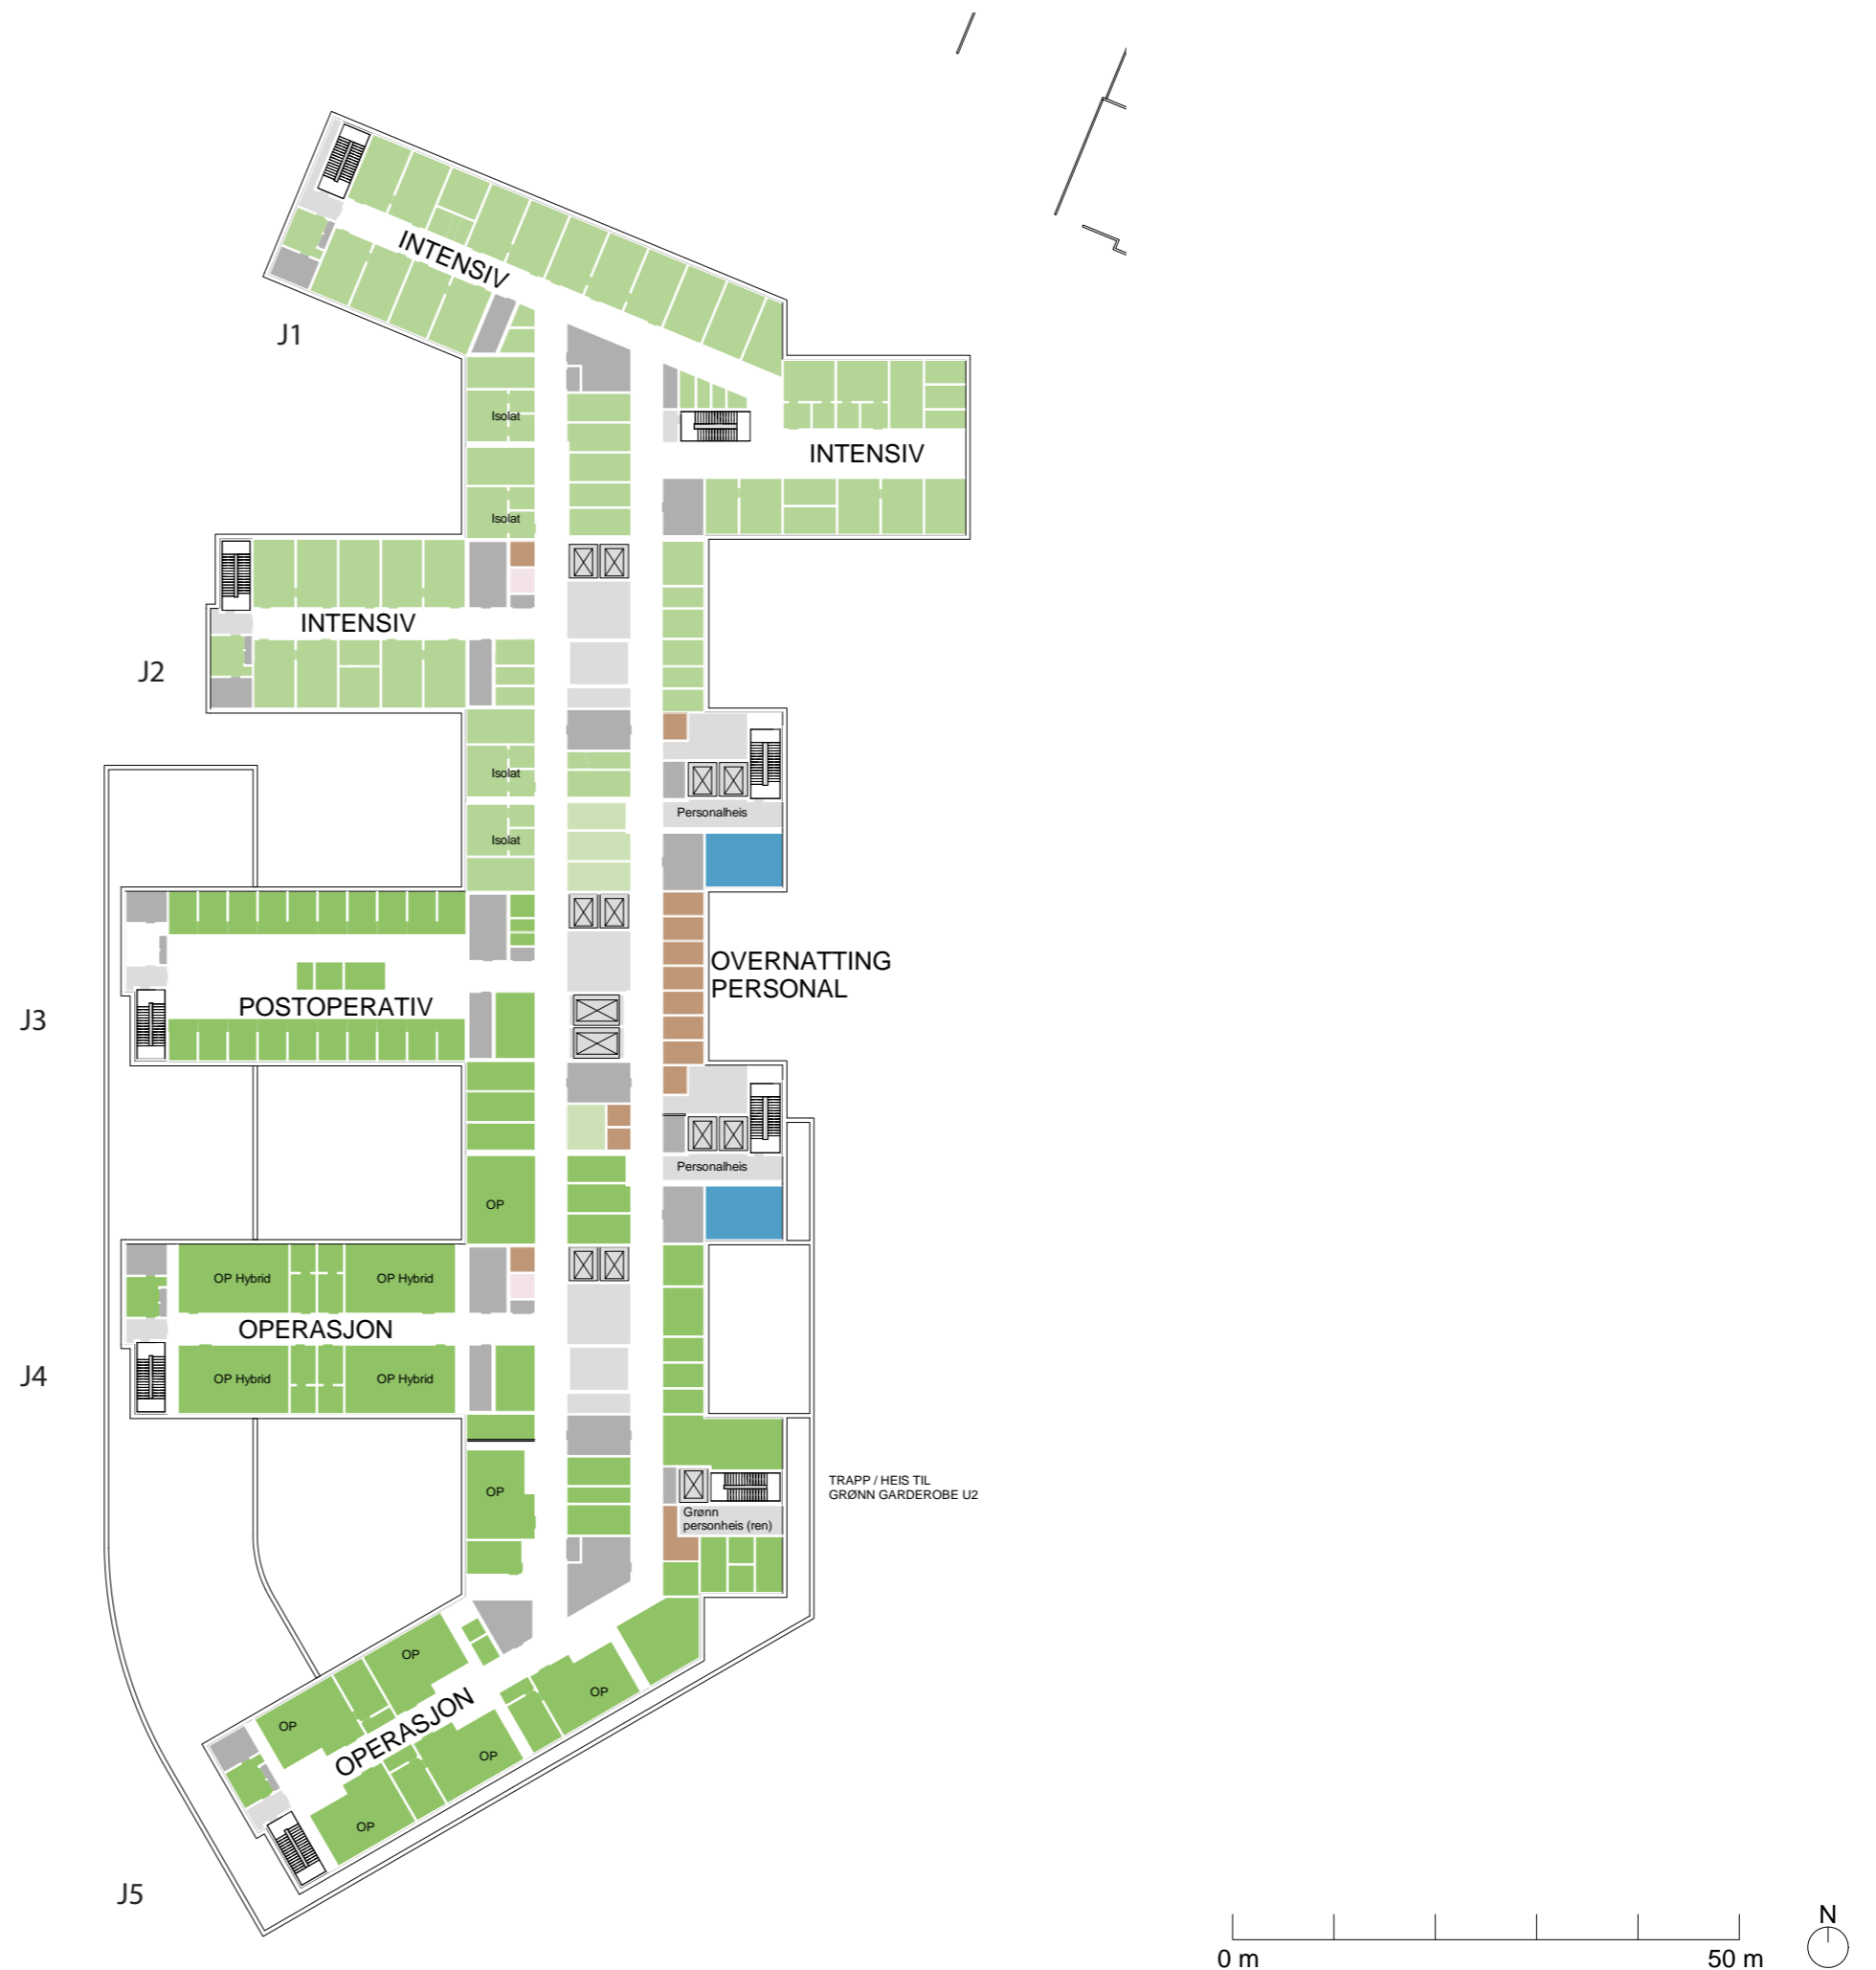 INTENSIV
J1
Isolat
INTENSIV
Isolat
INTENSIV
J2
Isolat
Personalheis
Isolat
OVERNATTING
PERSONAL
POSTOPERATIV
J3
Personalheis
OP
OP Hybrid
OP Hybrid
OPERASJON
J4
OP Hybrid
OP Hybrid
TRAPP / HEIS TIL
GRØNN GARDEROBE U2
OP
Grønn
personheis (ren)
OP
OP
OP
OPERASJON
OP
OP
J5
N
0 m
50 m